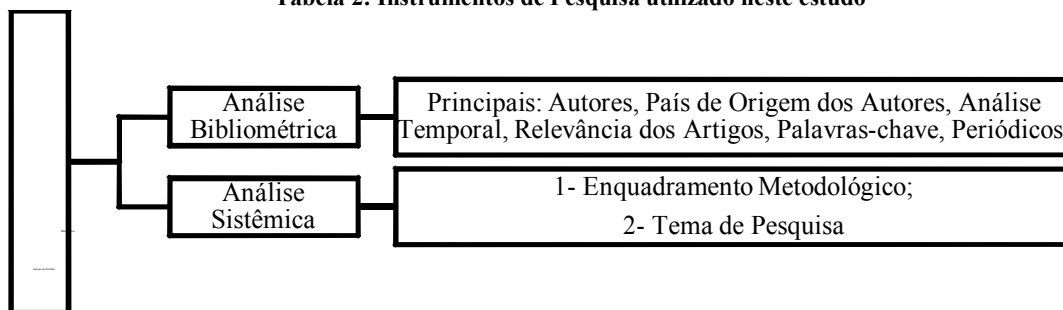 Tabela 2: Instrumentos de Pesquisa utilizado neste estudo
Análise
Bibliométrica
Principais: Autores, País de Origem dos Autores, Análise
Temporal, Relevância dos Artigos, Palavras-chave, Periódicos
Análise
Sistêmica
1- Enquadramento Metodológico;
2- Tema de Pesquisa